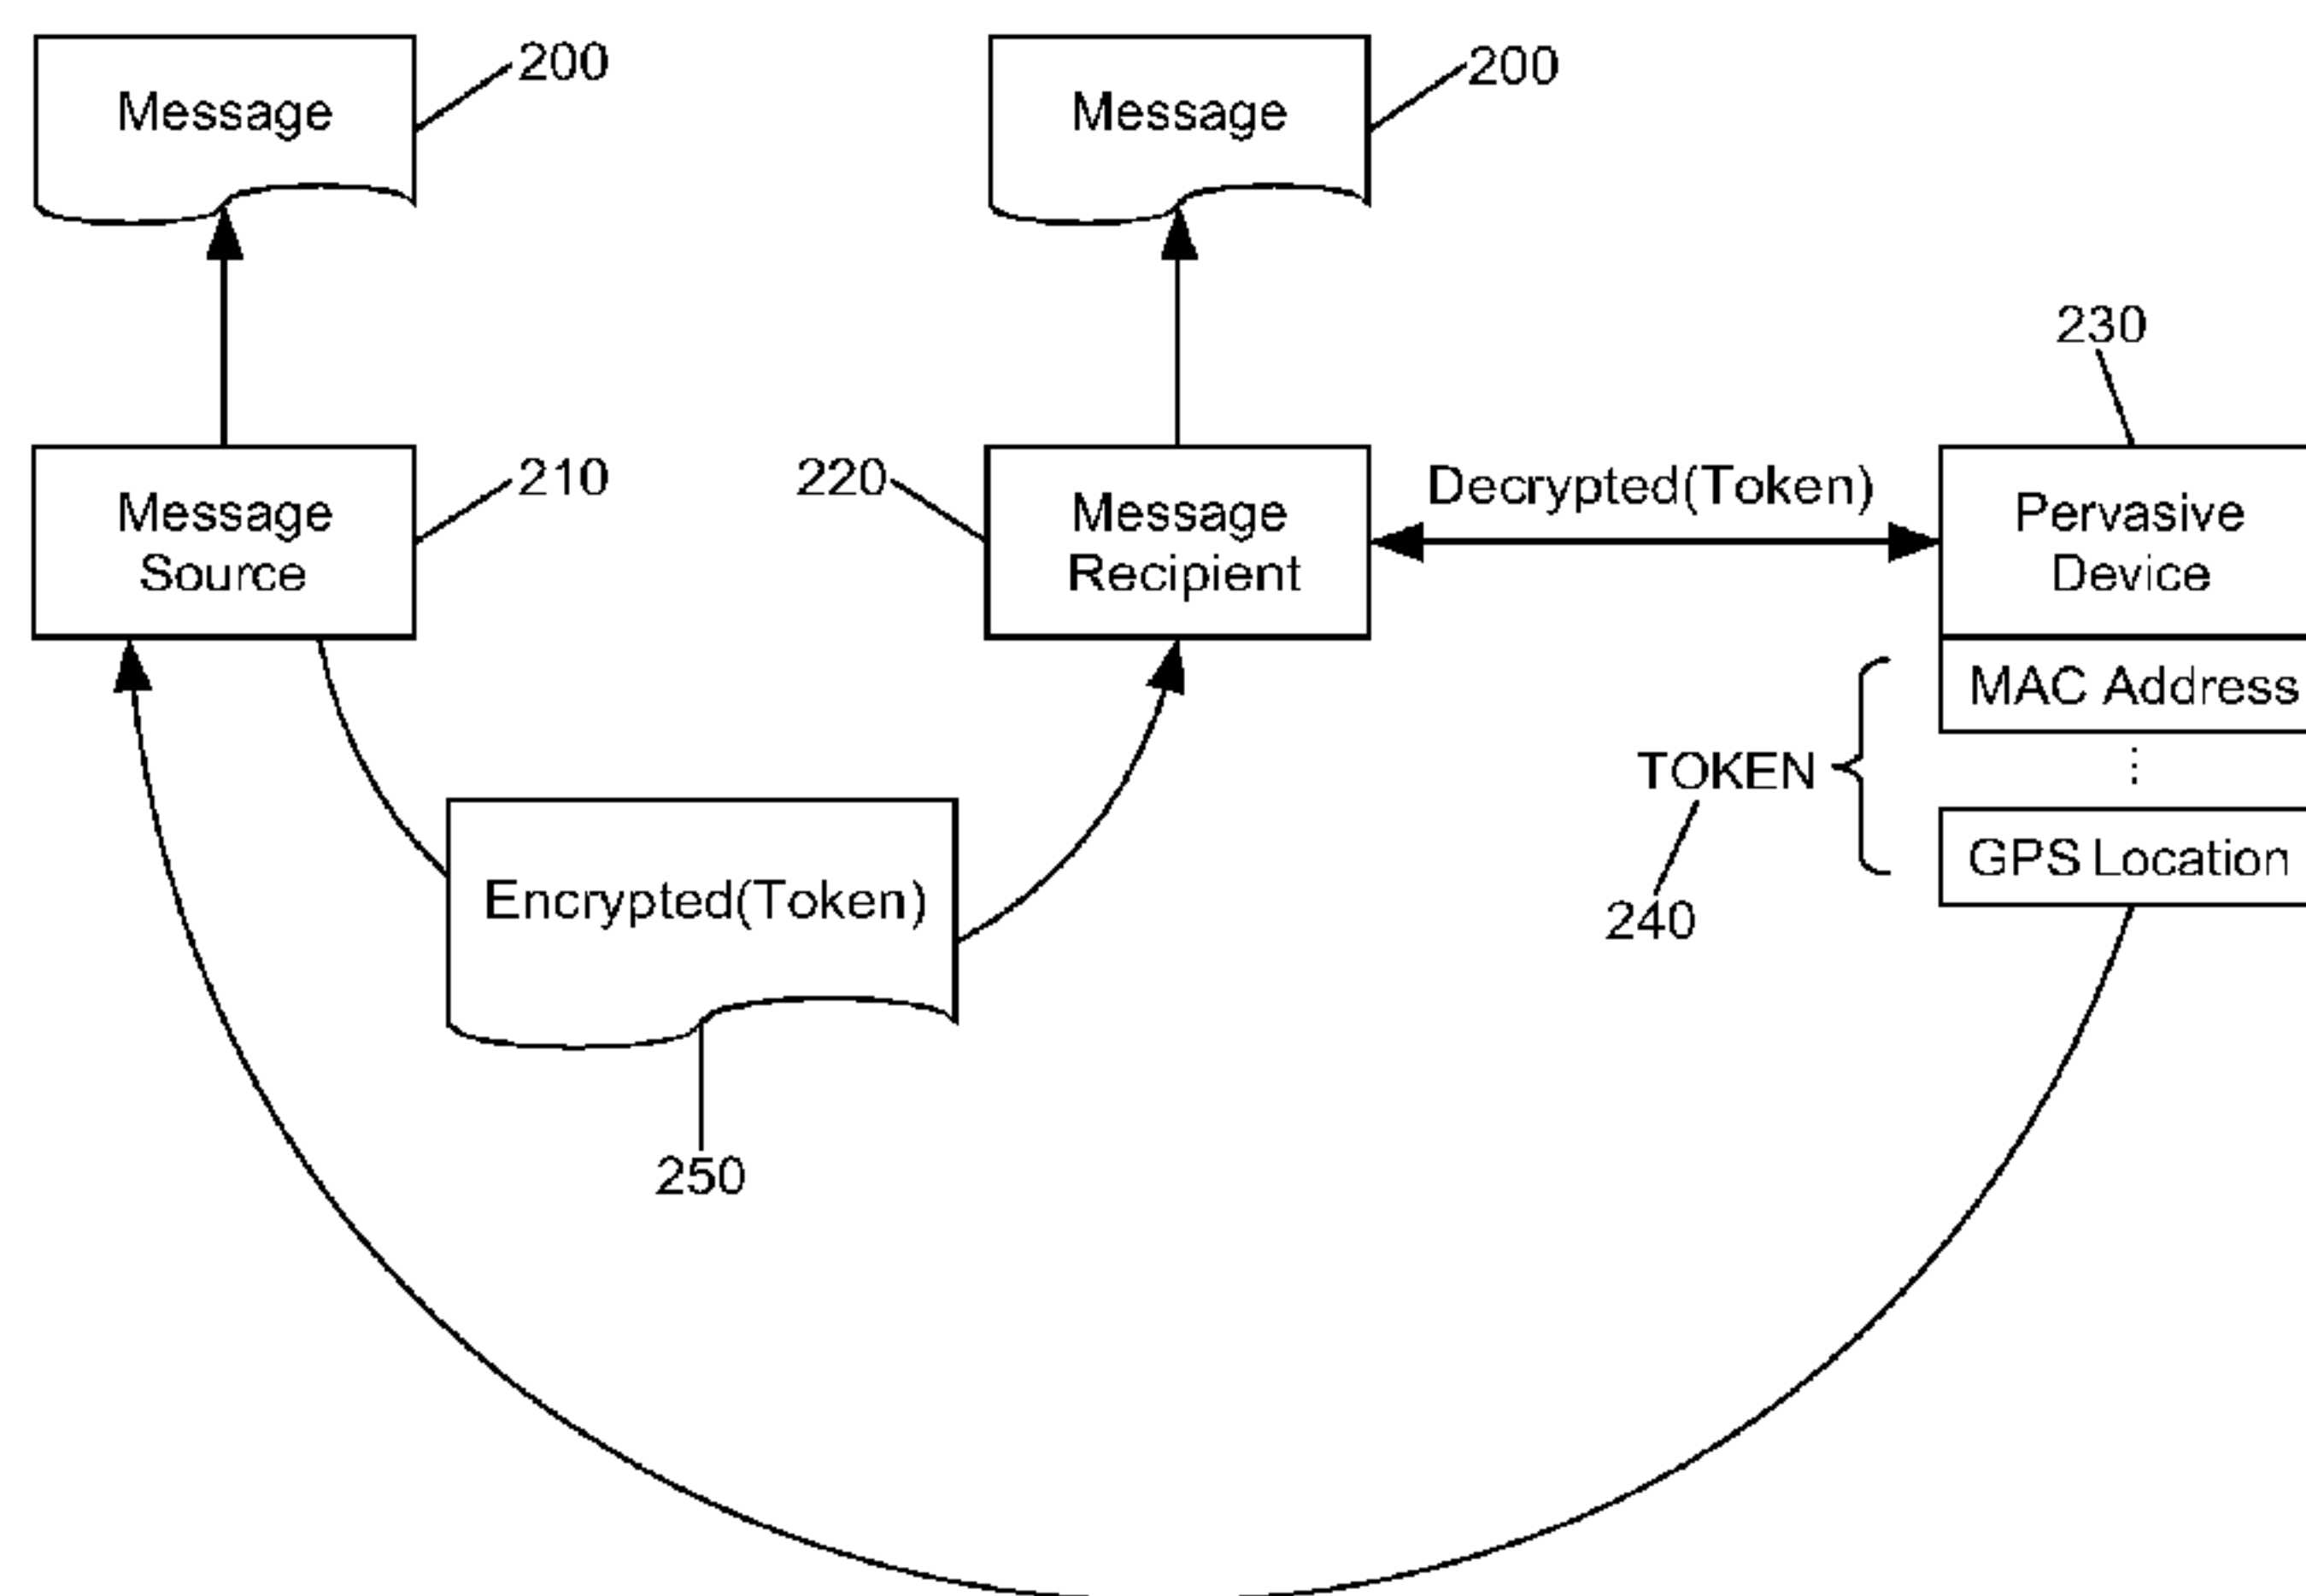 Message
200
Message
200
230
Message
Source
210
220
Message
Recipient
Decrypted(Token)
Pervasive
Device
MAC Address
⋮
TOKEN
GPS Location
240
Encrypted(Token)
250